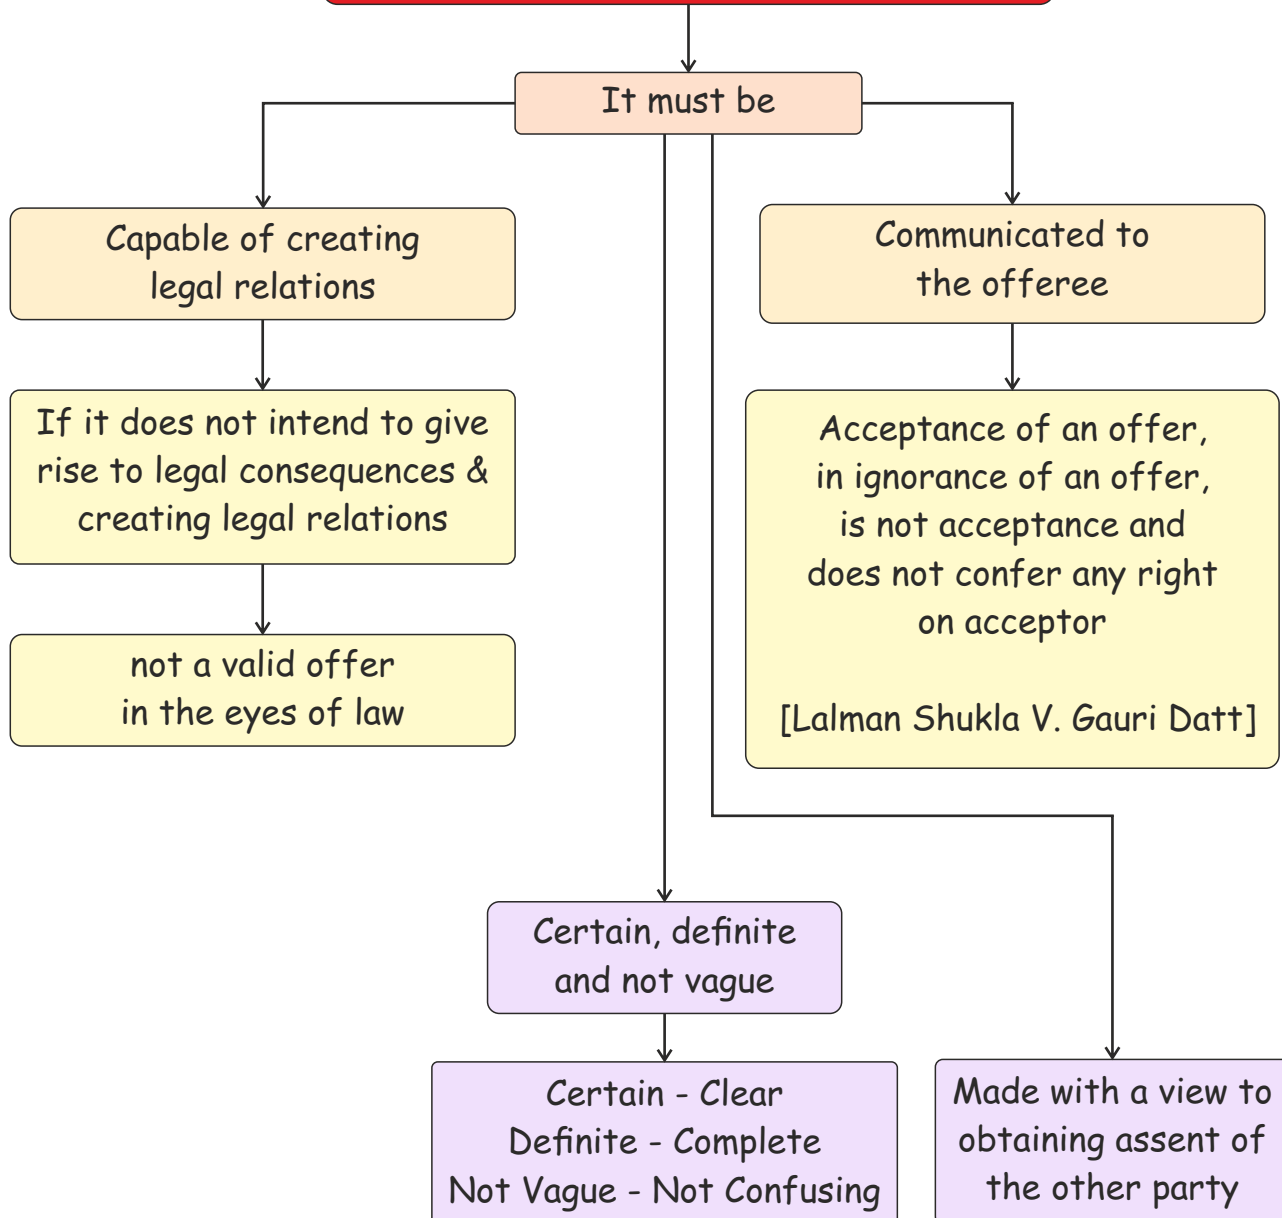 It must be
Capable of creating
legal relations
Communicated to
the offeree
If it does not intend to give
rise to legal consequences &
creating legal relations
Acceptance of an offer,
in ignorance of an offer,
is not acceptance and
does not confer any right
on acceptor
[Lalman Shukla V. Gauri Datt]
not a valid offer
in the eyes of law
Certain, definite
and not vague
Certain - Clear
Definite - Complete
Not Vague - Not Confusing
Made with a view to
obtaining assent of
the other party